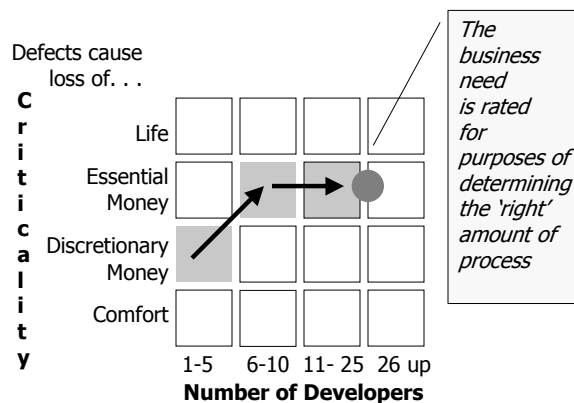 Defects cause
loss of. . .
Criticality
Life
Essential
Money
Discretionary
Money
Comfort
1-5
6-10
11- 25
26 up
Number of Developers
The
business
need
is rated
for
purposes of
determining
the ‘right’
amount of
process